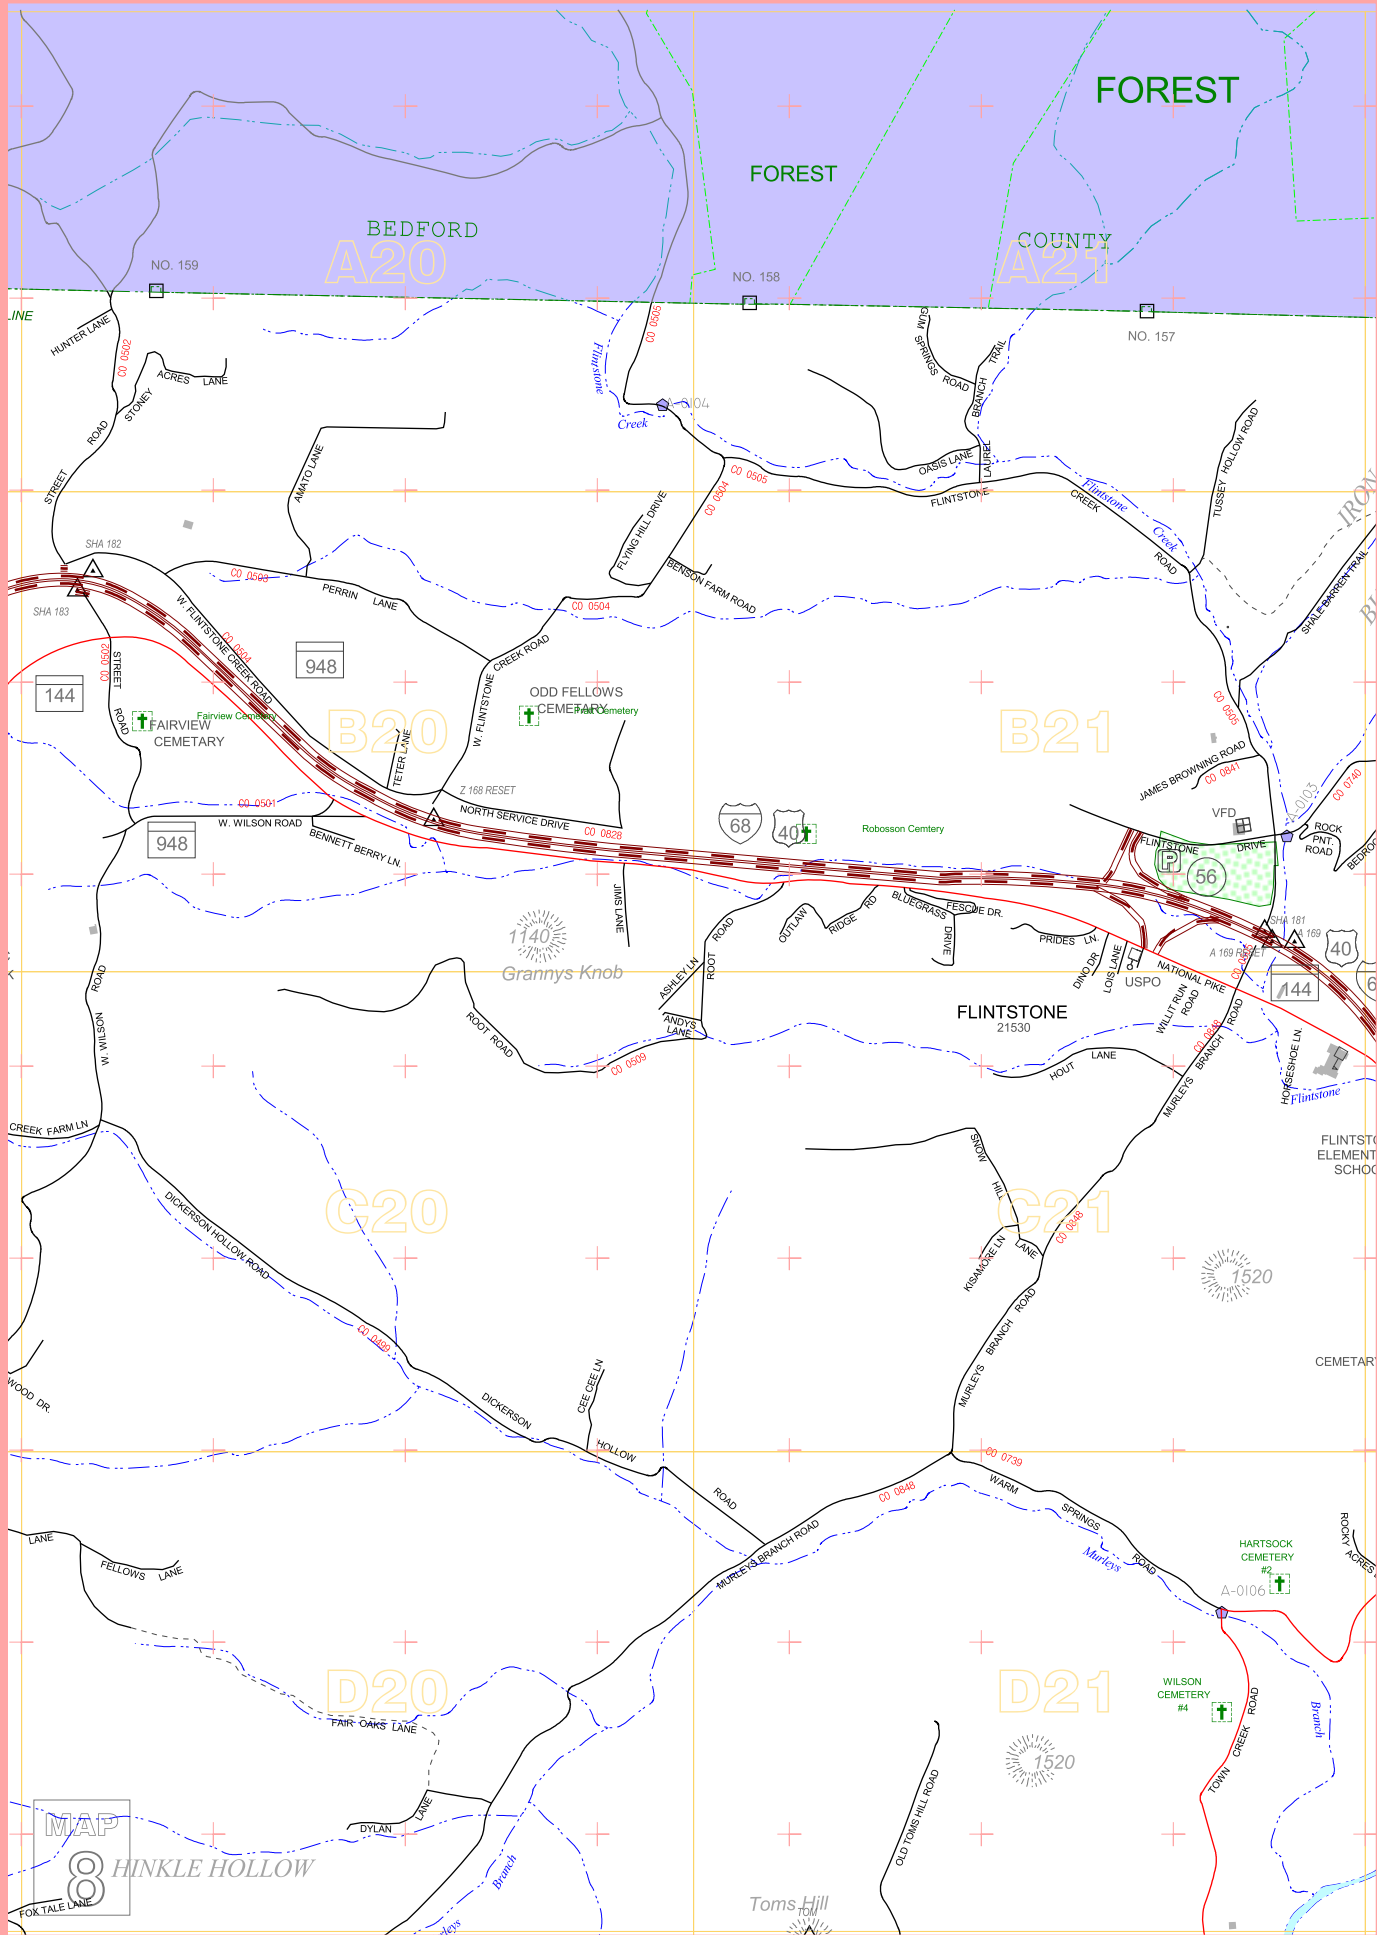 FOREST
FOREST
BEDFORD
COUNTY
A20
A21
NO. 159
NO. 158
NO. 157
HUNTER LANE
CO 0502
STONEY
ACRES LANE
STREET ROAD
CO 0505
Flintstone
Creek
A-0104
GUM SPRINGS ROAD
LAUREL BRANCH TRAIL
OASIS LANE
CO 0505
CO 0504
FLINTSTONE CREEK ROAD
Flintstone
Creek
TUSSEY HOLLOW ROAD
IRON
SHALE BARREN TRAIL
AMATO LANE
FLYING HILL DRIVE
BENSON FARM ROAD
SHA 182
SHA 183
CO 0503
PERRIN LANE
CO 0504
W. FLINTSTONE CREEK ROAD
CO 0504
948
144
CO 0502
STREET ROAD
Fairview Cemetery
FAIRVIEW
CEMETARY
ODD FELLOWS
CEMETARY
W. FLINTSTONE CREEK ROAD
B20
B21
TETER LANE
Z 168 RESET
NORTH SERVICE DRIVE
CO 0828
CO 0501
W. WILSON ROAD
BENNETT BERRY LN.
948
68
40
Robosson Cemtery
CO 0505
JAMES BROWNING ROAD
CO 0841
CO 0740
A-0103
VFD
FLINTSTONE DRIVE
ROCK
PNT.
ROAD
P
56
JIMS LANE
1140
Grannys Knob
ROOT ROAD
ASHLEY LN
ANDYS
LANE
OUTLAW RIDGE RD
BLUEGRASS DRIVE
FESCUE DR.
PRIDES LN.
DINO DR
LOIS LANE
USPO
NATIONAL PIKE
SHA 181
A 169
A 169 RESET
40
144
FLINTSTONE
21530
WILLIT RUN
ROAD
CO 0848
MURLEYS BRANCH ROAD
HORSESHOE LN.
Flintstone
HOUT LANE
ROOT ROAD
CO 0509
W. WILSON ROAD
CREEK FARM LN
DICKERSON HOLLOW ROAD
C20
C21
SNOW HILL LANE
KISAMORE LN
CO 0848
1520
CO 0499
MURLEYS BRANCH ROAD
WOOD DR.
CEE CEE LN
DICKERSON HOLLOW ROAD
CO 0739
CO 0848
WARM SPRINGS ROAD
MURLEYS BRANCH ROAD
Murleys
Branch
HARTSOCK
CEMETERY
#2
A-0106
ROCKY ACRES
LANE
FELLOWS LANE
D20
D21
FAIR OAKS LANE
WILSON
CEMETERY
#4
TOWN CREEK ROAD
1520
OLD TOMS HILL ROAD
DYLAN LANE
MAP
8
HINKLE HOLLOW
FOX TALE LANE
Branch
Toms Hill
TOM